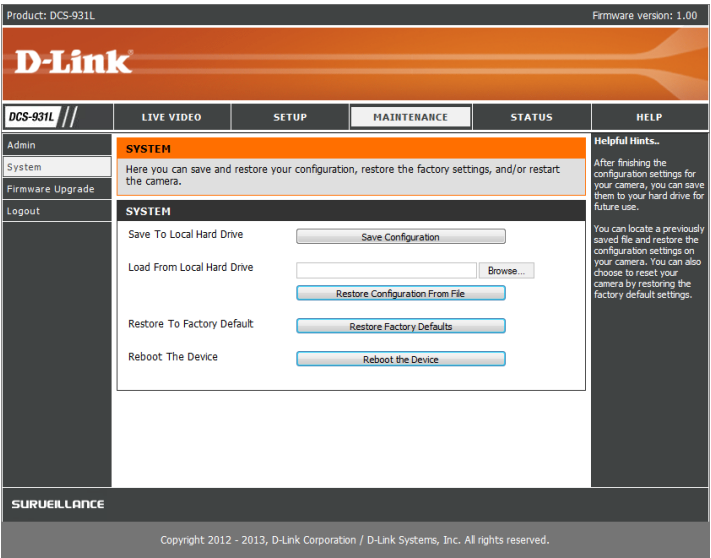 Product: DCS-931L
Firmware version: 1.00
D-Link
DCS-931L
LIVE VIDEO
SETUP
MAINTENANCE
STATUS
HELP
Admin
System
Firmware Upgrade
Logout
SYSTEM
Here you can save and restore your configuration, restore the factory settings, and/or restart
the camera.
SYSTEM
Save To Local Hard Drive
Save Configuration
Load From Local Hard Drive
Browse...
Restore Configuration From File
Restore To Factory Default
Restore Factory Defaults
Reboot The Device
Reboot the Device
Helpful Hints..
After finishing the
configuration settings for
your camera, you can save
them to your hard drive for
future use.
You can locate a previously
saved file and restore the
configuration settings on
your camera. You can also
choose to reset your
camera by restoring the
factory default settings.
SURVEILLANCE
Copyright 2012 - 2013, D-Link Corporation / D-Link Systems, Inc. All rights reserved.